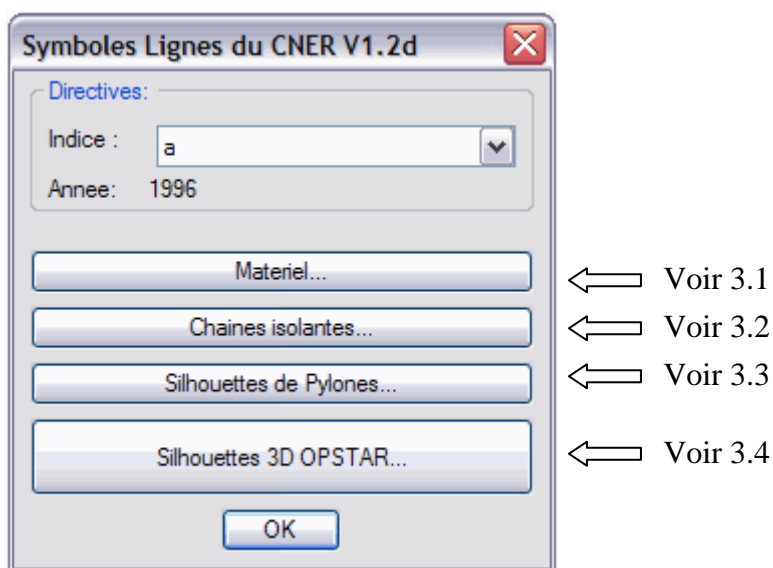 Symboles Lignes du CNER V1.2d
Directives:
Indice : a
Annee: 1996
Materiel... Voir 3.1
Chaines isolantes... Voir 3.2
Silhouettes de Pylones... Voir 3.3
Silhouettes 3D OPSTAR... Voir 3.4
OK